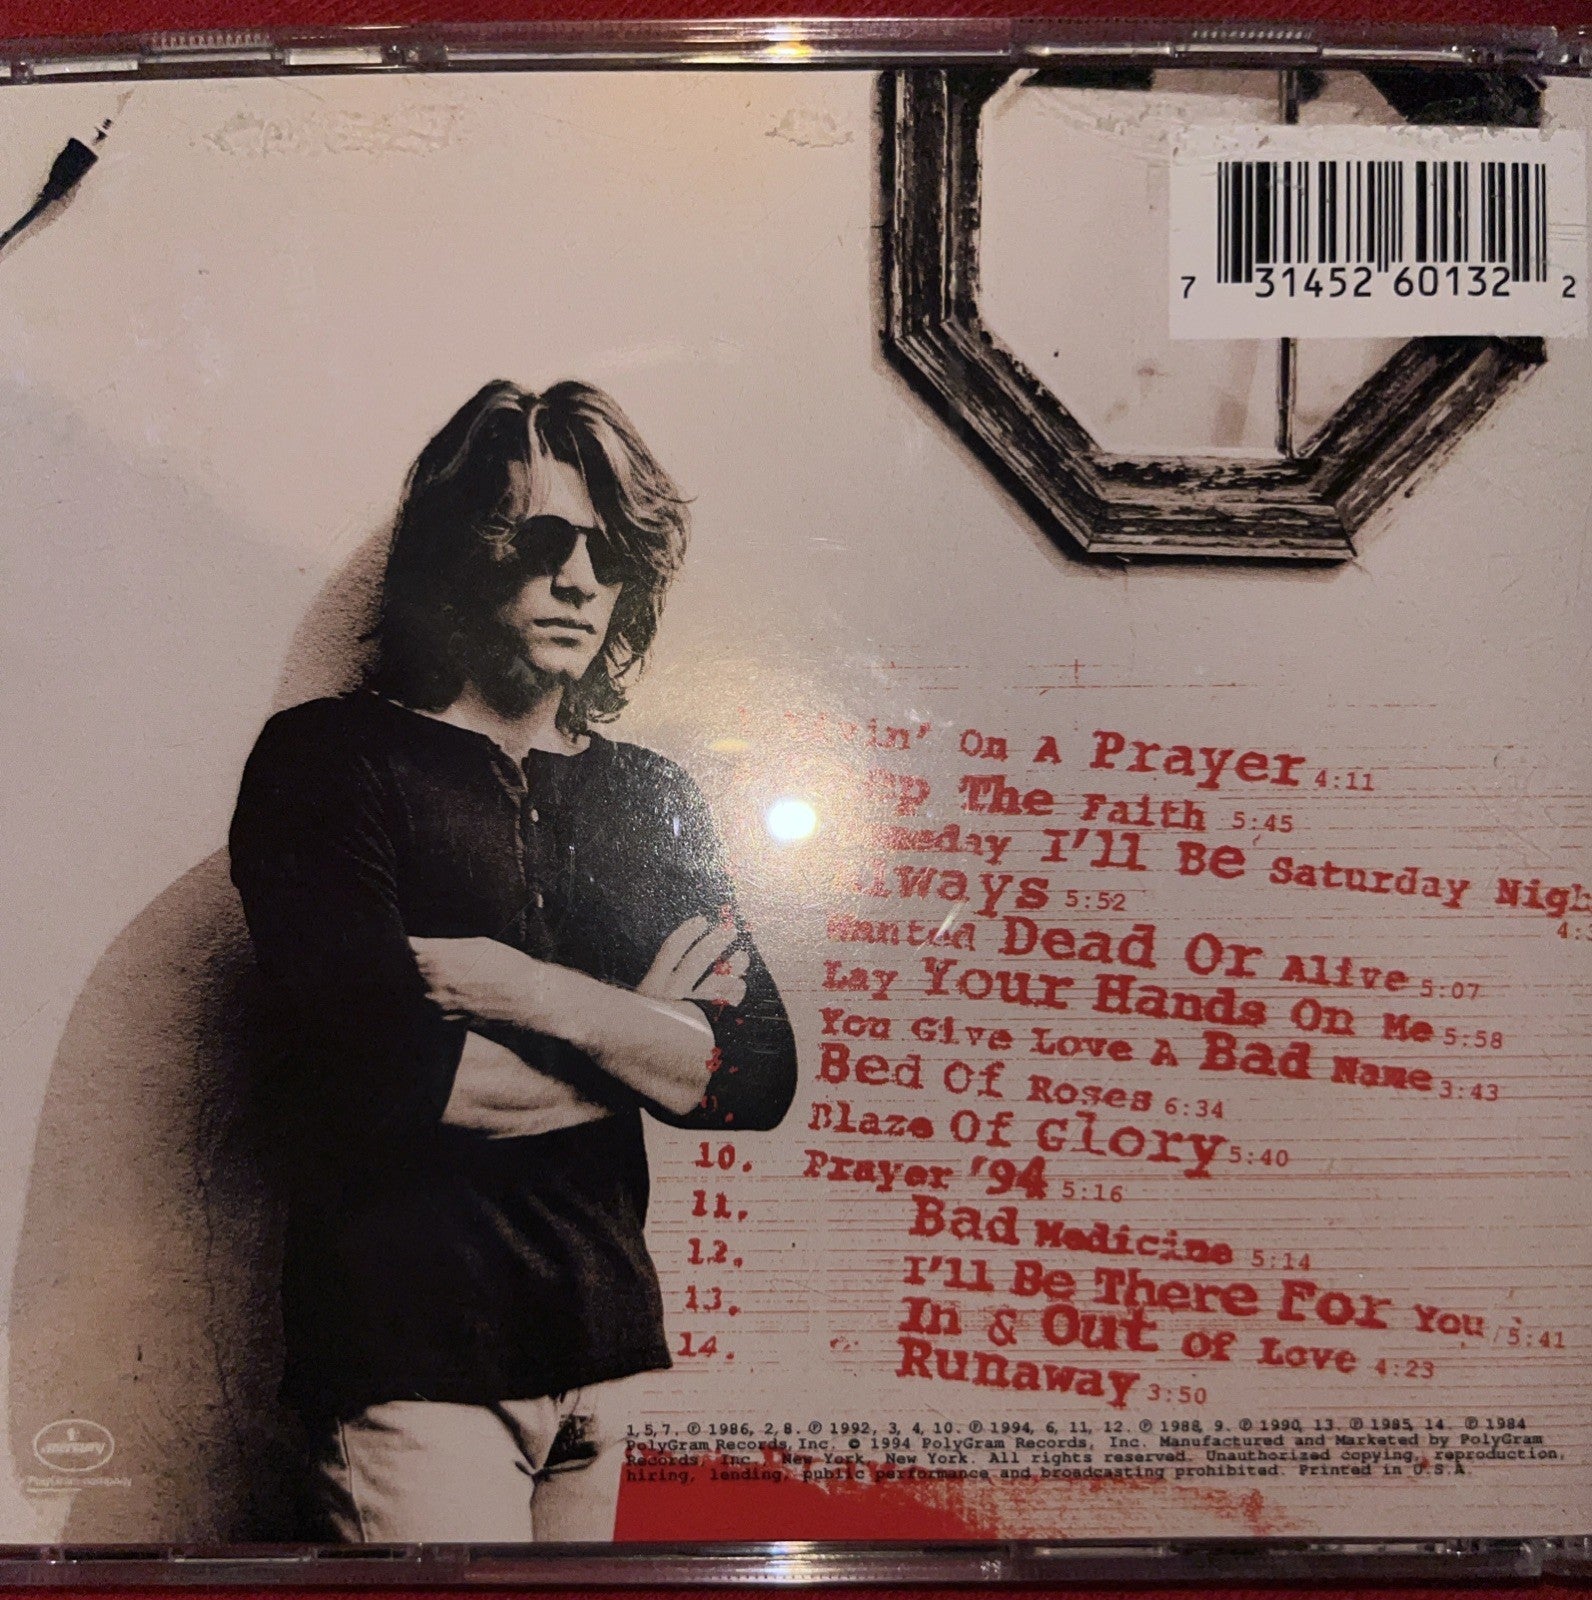 7 31452 60132 2
On A Prayer 4:11
The Faith 5:45
I'll Be Saturday
Always 5:52
Wanted Dead Or Alive 5:07
Lay Your Hands On Me 5:58
You Give Love A Bad Name 3:43
Bed Of Roses 6:34
Blaze Of Glory 5:40
10. Prayer '94 5:16
11. Bad Medicine 5:14
12. I'll Be There For You 5:41
13. In & Out Of Love 4:23
14. Runaway 3:50
1, 5, 7. ℗ 1986, 2, 8. ℗ 1992, 3, 4, 10. ℗ 1994, 6, 11, 12. ℗ 1988, 9. ℗ 1990, 13. ℗ 1985, 14. ℗ 1984
PolyGram Records, Inc. © 1994 PolyGram Records, Inc. Manufactured and Marketed by PolyGram
Records, Inc., New York, New York. All rights reserved. Unauthorized copying, reproduction,
hiring, lending, public performance and broadcasting prohibited. Printed in U.S.A.
mercury